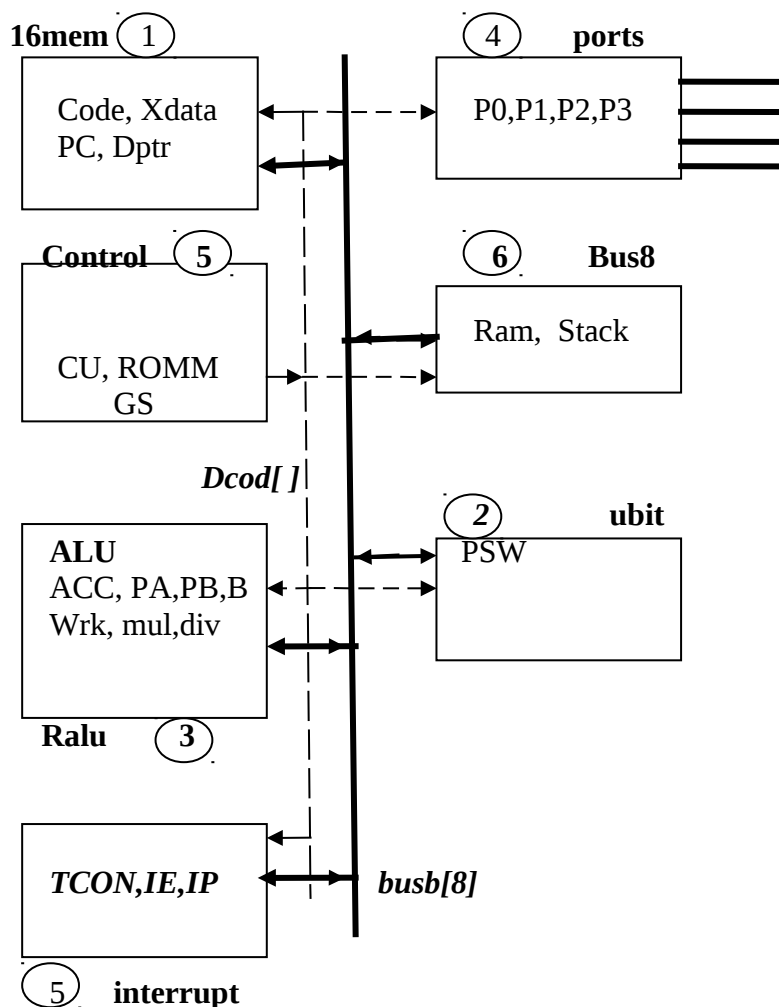 16mem 1
Code, Xdata
PC, Dptr
4 ports
P0,P1,P2,P3
Control 5
CU, ROMM
GS
6 Bus8
Ram, Stack
Dcod[ ]
2 ubit
PSW
ALU
ACC, PA,PB,B
Wrk, mul,div
Ralu 3
TCON,IE,IP
busb[8]
5 interrupt